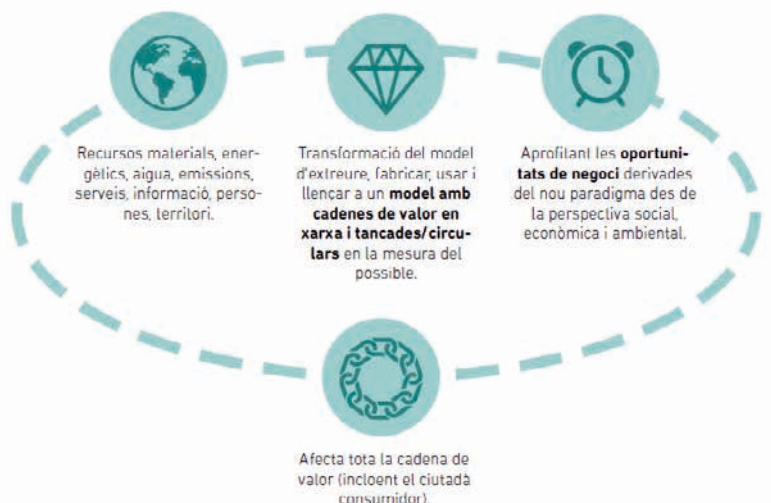 Recursos materials, ener-
gètics, aigua, emissions,
serveis, informació, perso-
nes, territori.
Transformació del model
d'extreure, fabricar, usar i
llençar a un model amb
cadenes de valor en
xarxa i tancades/circu-
lars en la mesura del
possible.
Aprofitant les oportuni-
tats de negoci derivades
del nou paradigma des de
la perspectiva social,
econòmica i ambiental.
Afecta tota la cadena de
valor (incloent el ciutadà
consumidor).